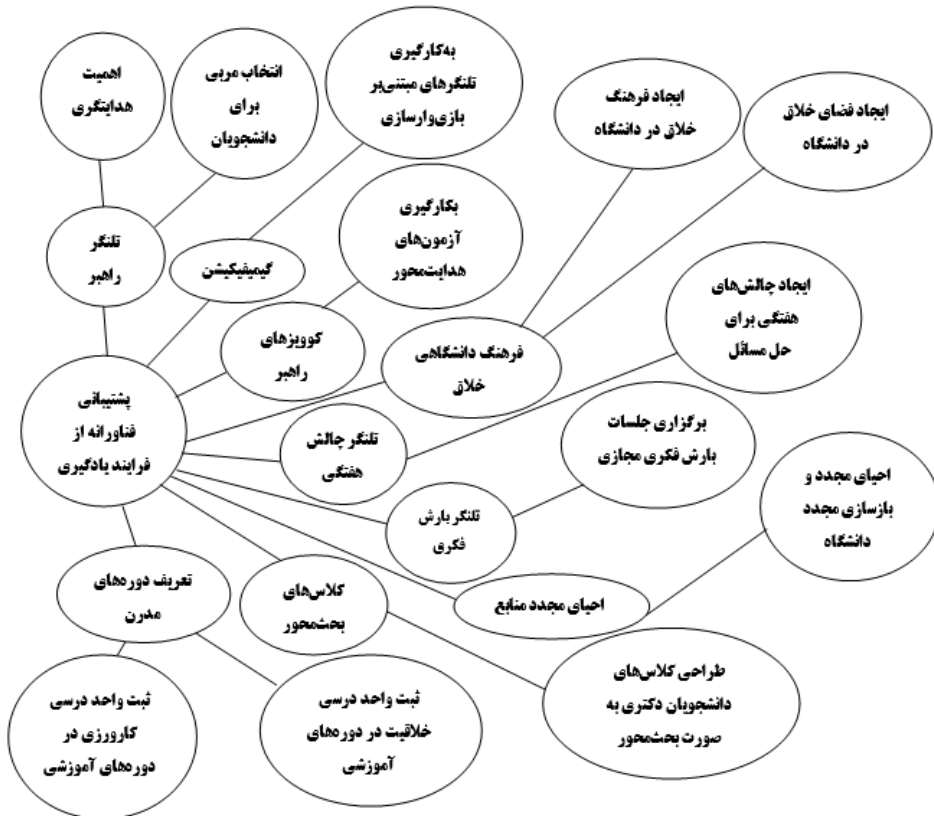 اهمیت
هدایتگری
انتخاب مربی
برای
دانشجویان
به‌کارگیری
تلنگرهای مبتنی‌بر
بازی‌وارسازی
ایجاد فرهنگ
خلاق در دانشگاه
ایجاد فضای خلاق
در دانشگاه
تلنگر
راهبر
گیمیفیکیشن
بکارگیری
آزمون‌های
هدایت‌محور
کوویزهای
راهبر
فرهنگ دانشگاهی
خلاق
ایجاد چالش‌های
هفتگی برای
حل مسائل
پشتیبانی
فناورانه از
فرایند یادگیری
تلنگر چالش
هفتگی
برگزاری جلسات
بارش فکری مجازی
تلنگر بارش
فکری
احیای مجدد و
بازسازی مجدد
دانشگاه
تعریف دوره‌های
مدرن
کلاس‌های
بحث‌محور
احیای مجدد منابع
ثبت واحد درسی
کارورزی در
دوره‌های آموزشی
ثبت واحد درسی
خلاقیت در دوره‌های
آموزشی
طراحی کلاس‌های
دانشجویان دکتری به
صورت بحث‌محور